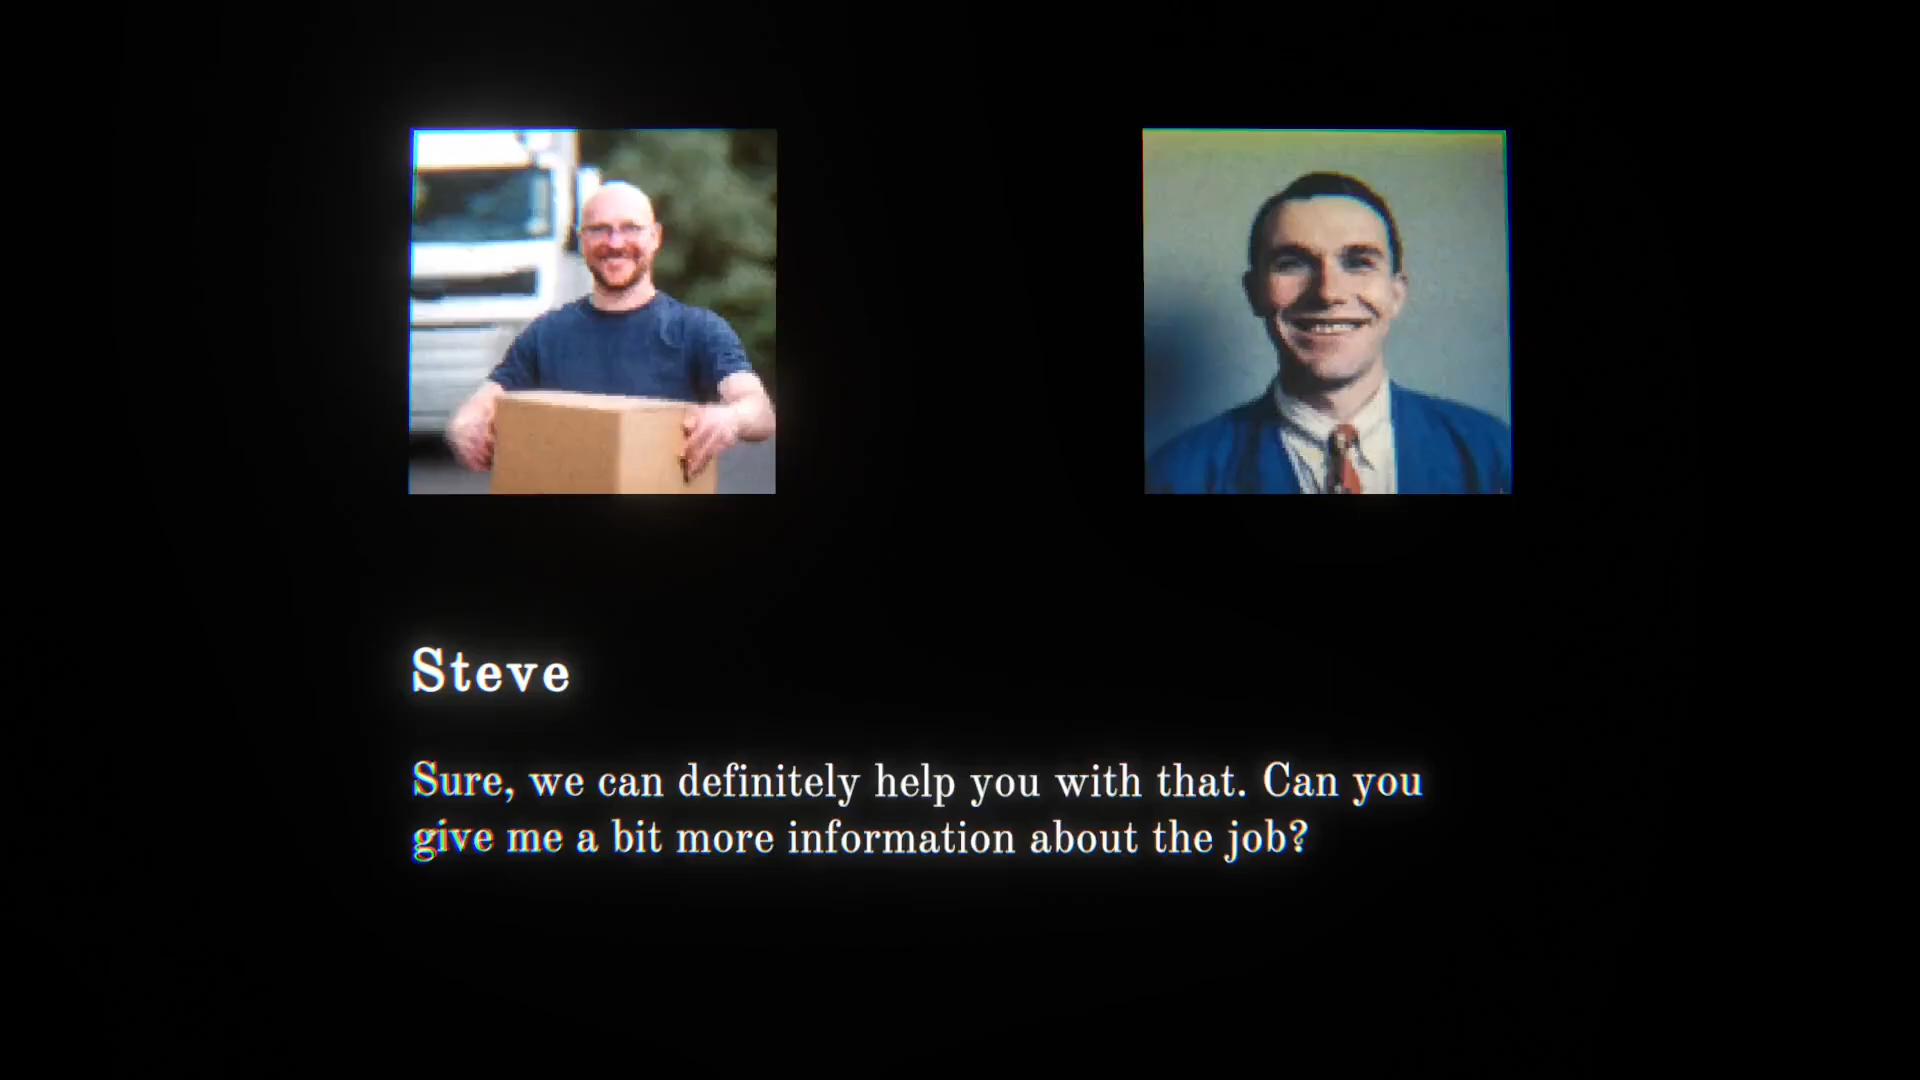 Steve
Sure, we can definitely help you with that. Can you
give me a bit more information about the job?